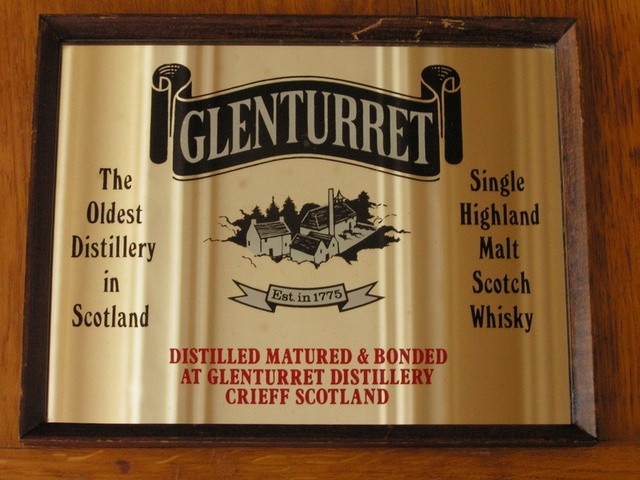 GLENTURRET
The
Oldest
Distillery
in
Scotland
Single
Highland
Malt
Scotch
Whisky
Est. in 1775
DISTILLED MATURED & BONDED
AT GLENTURRET DISTILLERY
CRIEFF SCOTLAND